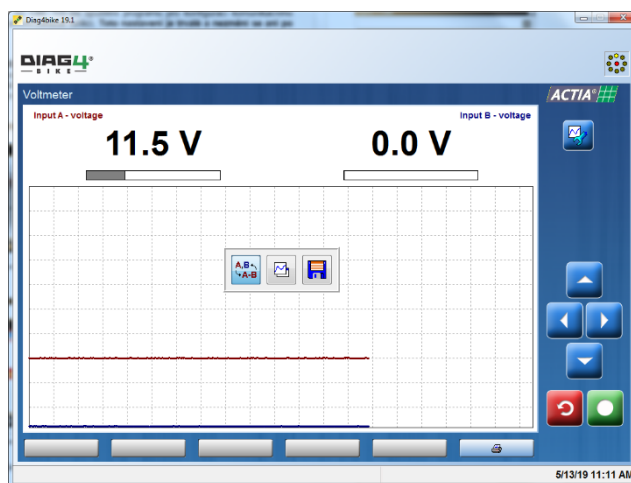 Diag4bike 19.1
DIAG4
BIKE
Voltmeter
ACTIA®
Input A - voltage
Input B - voltage
11.5 V
0.0 V
A,B
A-B
5/13/19 11:11 AM